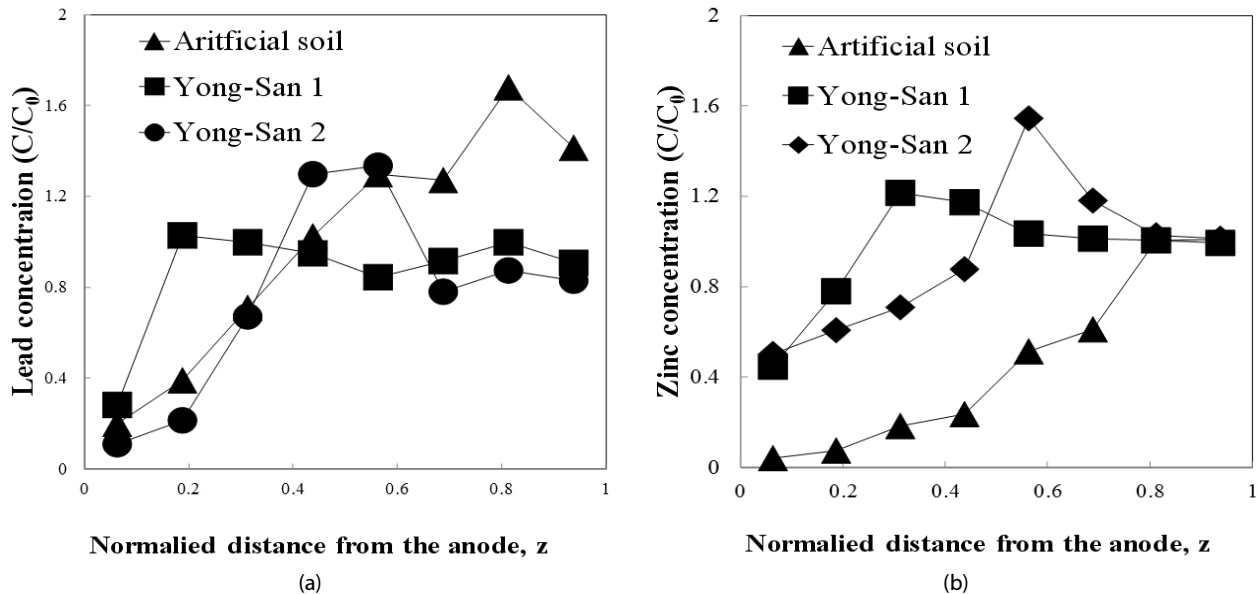 2
1.6
1.2
0.8
0.4
0
Lead concentraion (C/C0)
Aritficial soil
Yong-San 1
Yong-San 2
0 0.2 0.4 0.6 0.8 1
Normalied distance from the anode, z
(a)
2
1.6
1.2
0.8
0.4
0
Zinc concentration (C/C0)
Artificial soil
Yong-San 1
Yong-San 2
0 0.2 0.4 0.6 0.8 1
Normalied distance from the anode, z
(b)